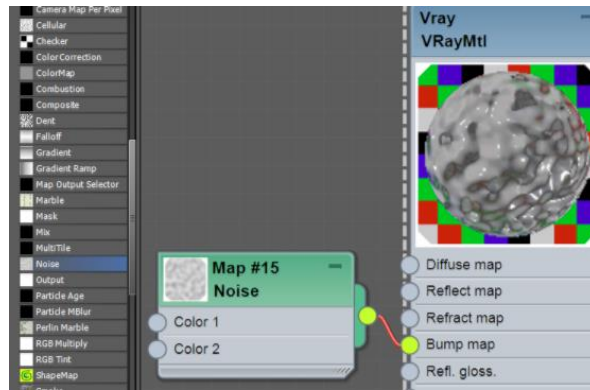 Camera Map Per Pixel
Cellular
Checker
ColorCorrection
ColorMap
Combustion
Composite
Dent
Falloff
Gradient
Gradient Ramp
Map Output Selector
Marble
Mask
Mix
MultiTile
Noise
Output
Particle Age
Particle MBlur
Perlin Marble
RGB Multiply
RGB Tint
ShapeMap
Map #15
Noise
Color 1
Color 2
Vray
VRayMtl
Diffuse map
Reflect map
Refract map
Bump map
Refl. gloss.